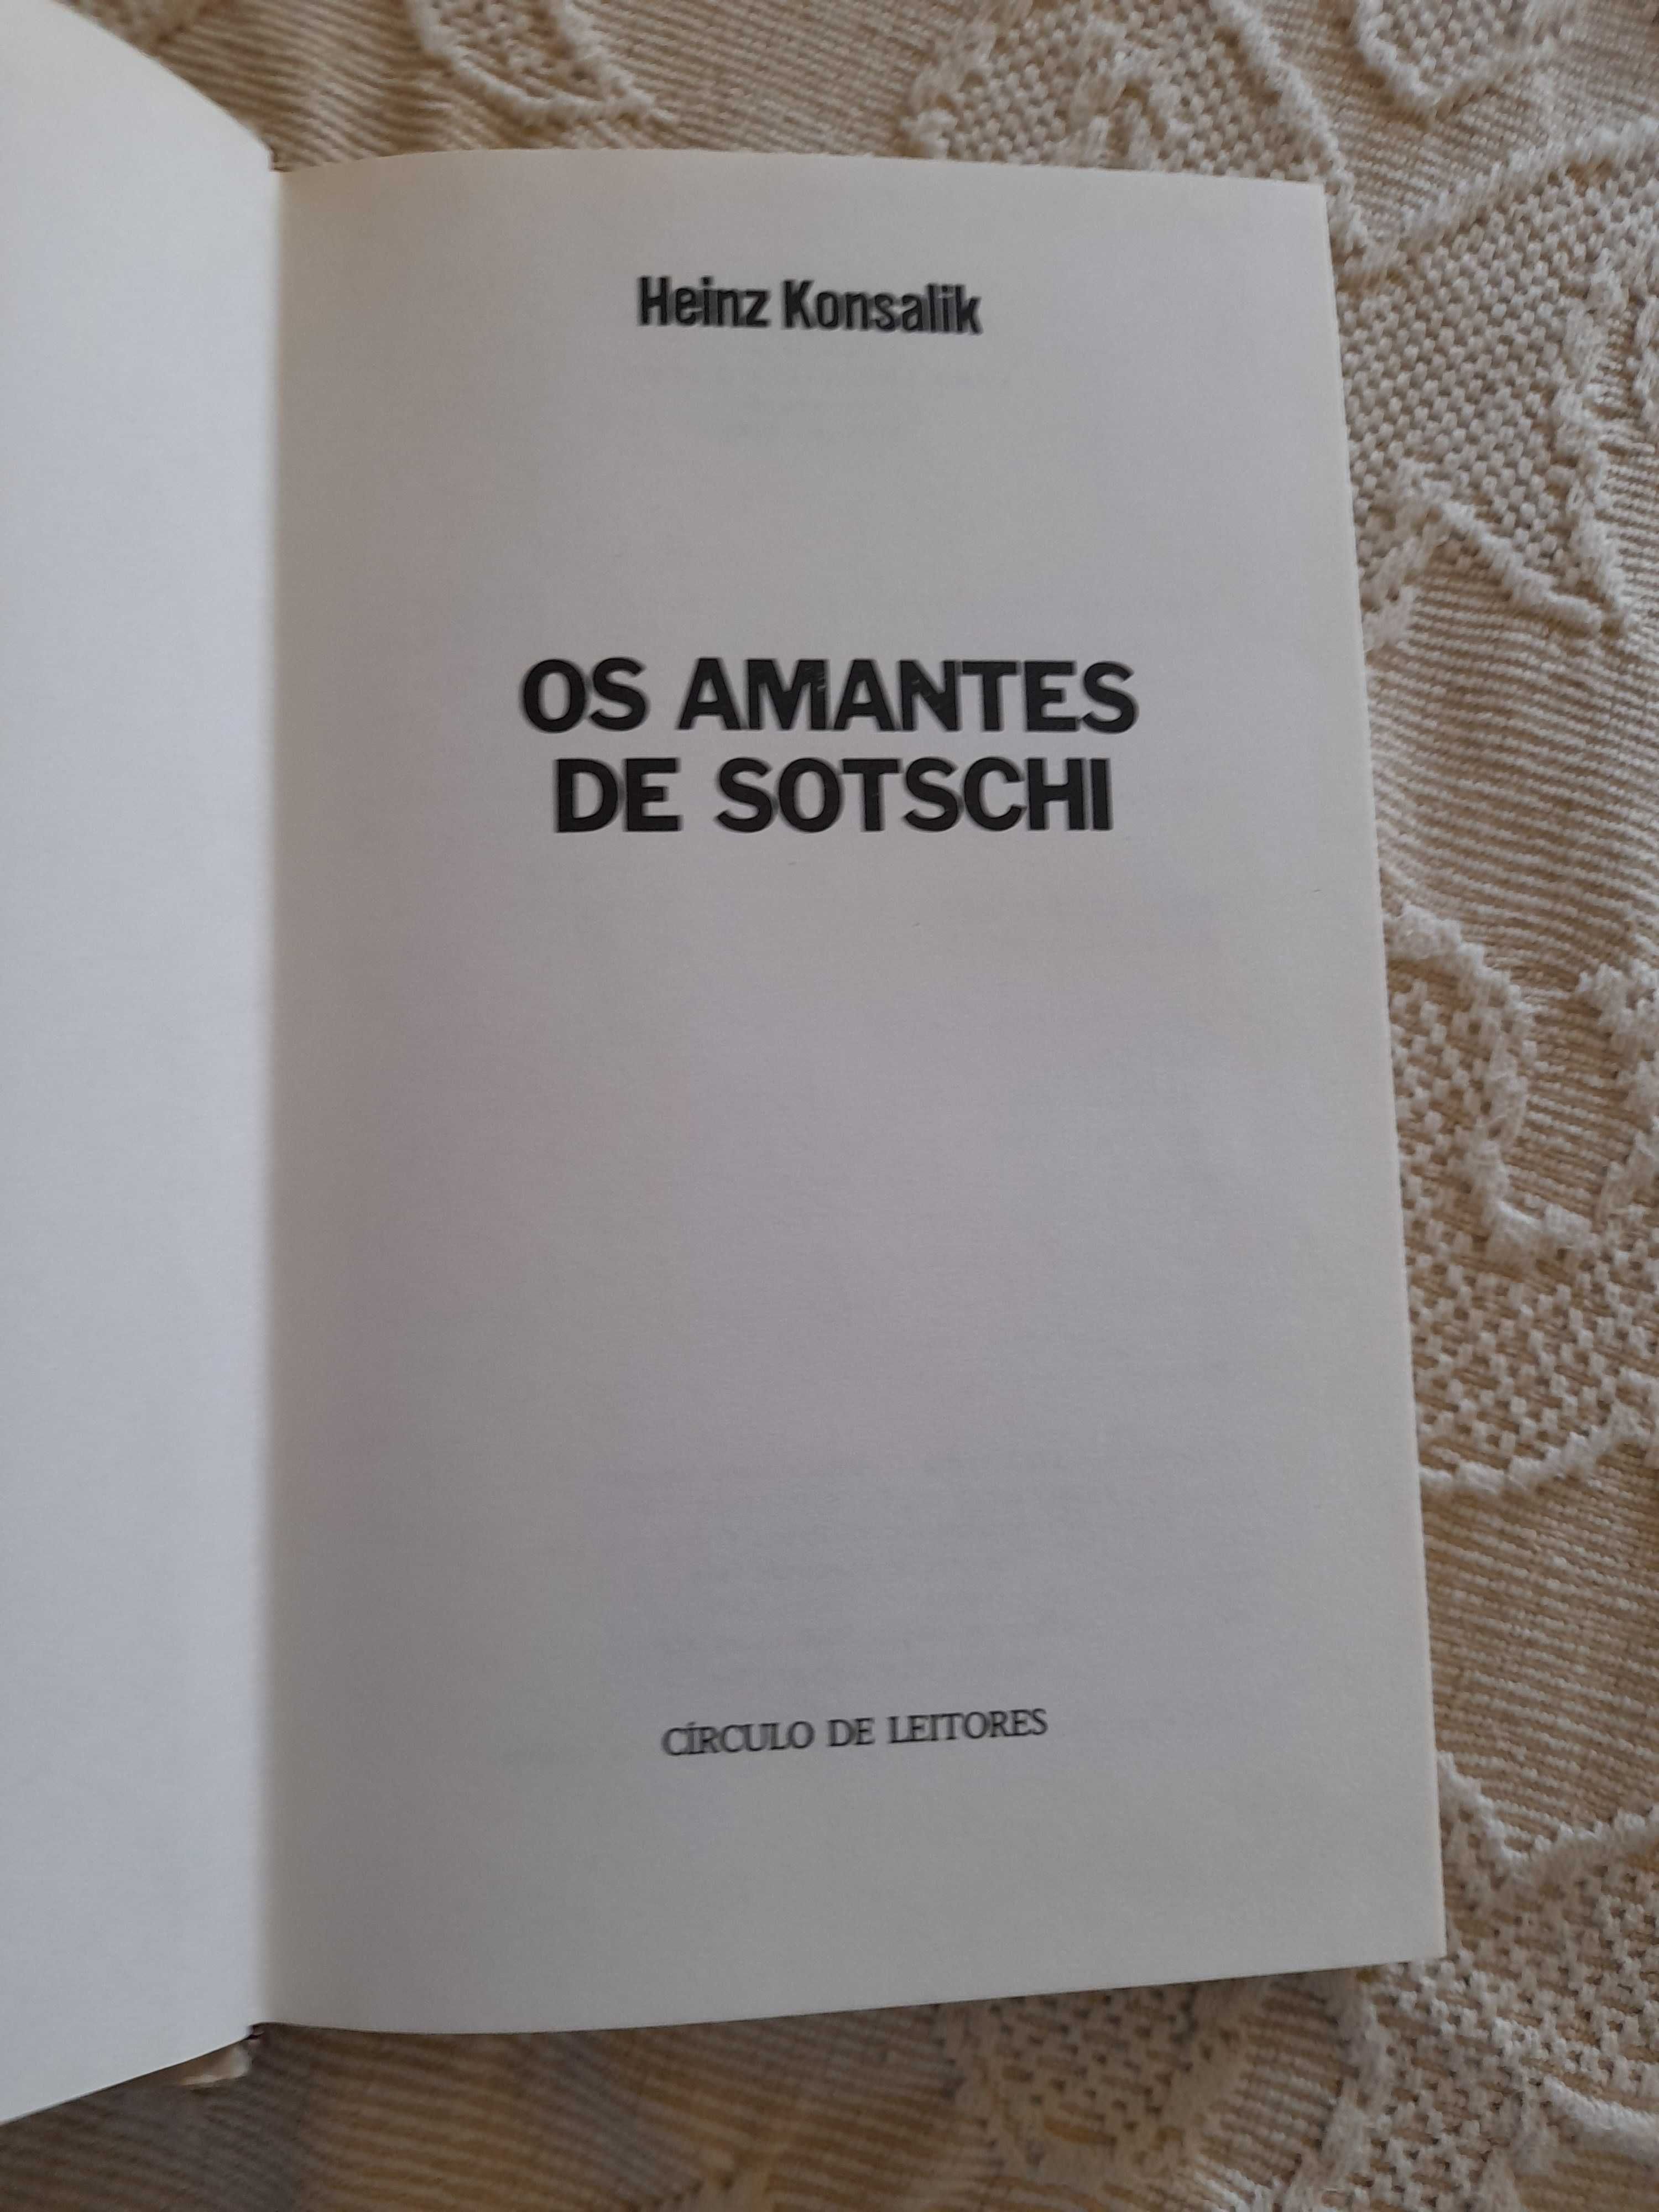 Heinz Konsalik
OS AMANTES
DE SOTSCHI
CÍRCULO DE LEITORES